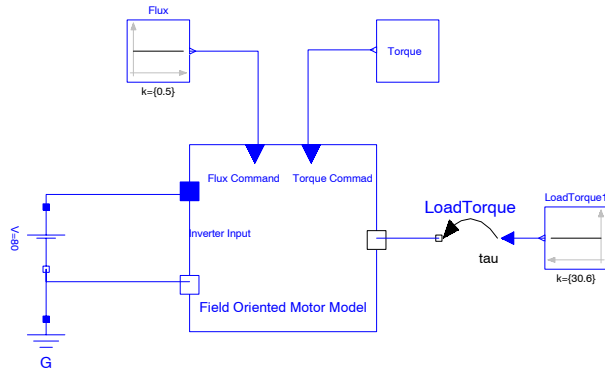 Flux
k={0.5}
Torque
Flux Command
Torque Commad
LoadTorque
LoadTorque1
V=80
Inverter Input
tau
k={30.6}
Field Oriented Motor Model
G